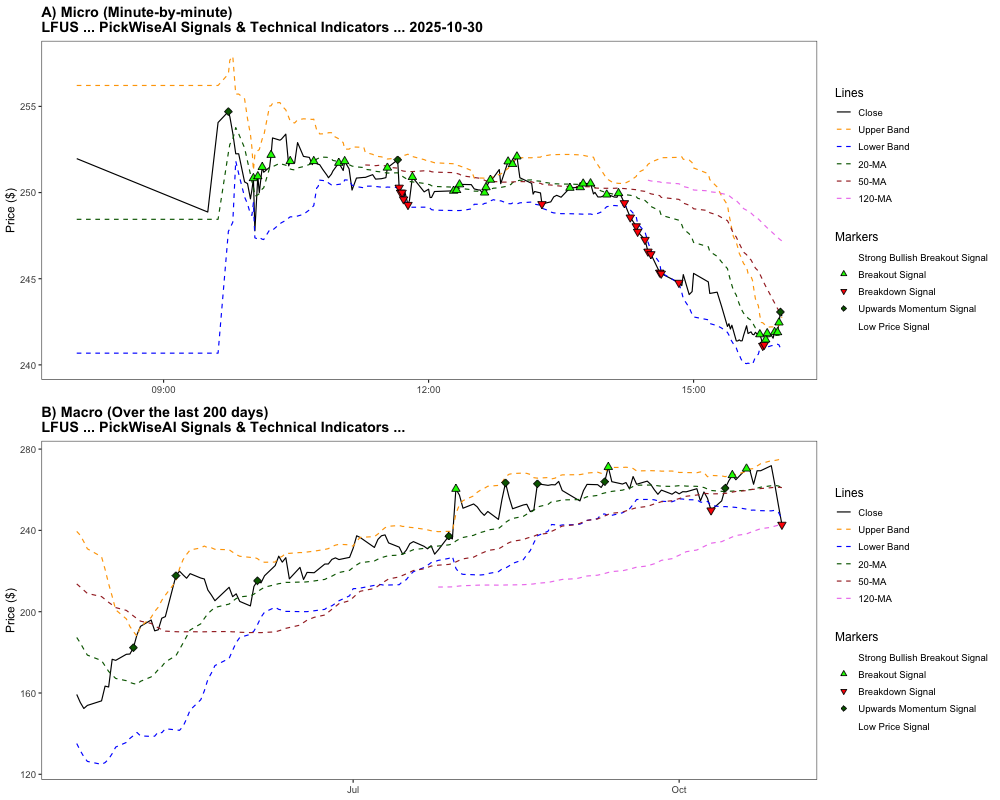 A) Micro (Minute-by-minute)
LFUS ... PickWiseAI Signals & Technical Indicators ... 2025-10-30
Price ($)
255
250
245
240
09:00
12:00
15:00
Lines
Close
Upper Band
Lower Band
20-MA
50-MA
120-MA
Markers
Strong Bullish Breakout Signal
Breakout Signal
Breakdown Signal
Upwards Momentum Signal
Low Price Signal
B) Macro (Over the last 200 days)
LFUS ... PickWiseAI Signals & Technical Indicators ...
Price ($)
280
240
200
160
120
Jul
Oct
Lines
Close
Upper Band
Lower Band
20-MA
50-MA
120-MA
Markers
Strong Bullish Breakout Signal
Breakout Signal
Breakdown Signal
Upwards Momentum Signal
Low Price Signal